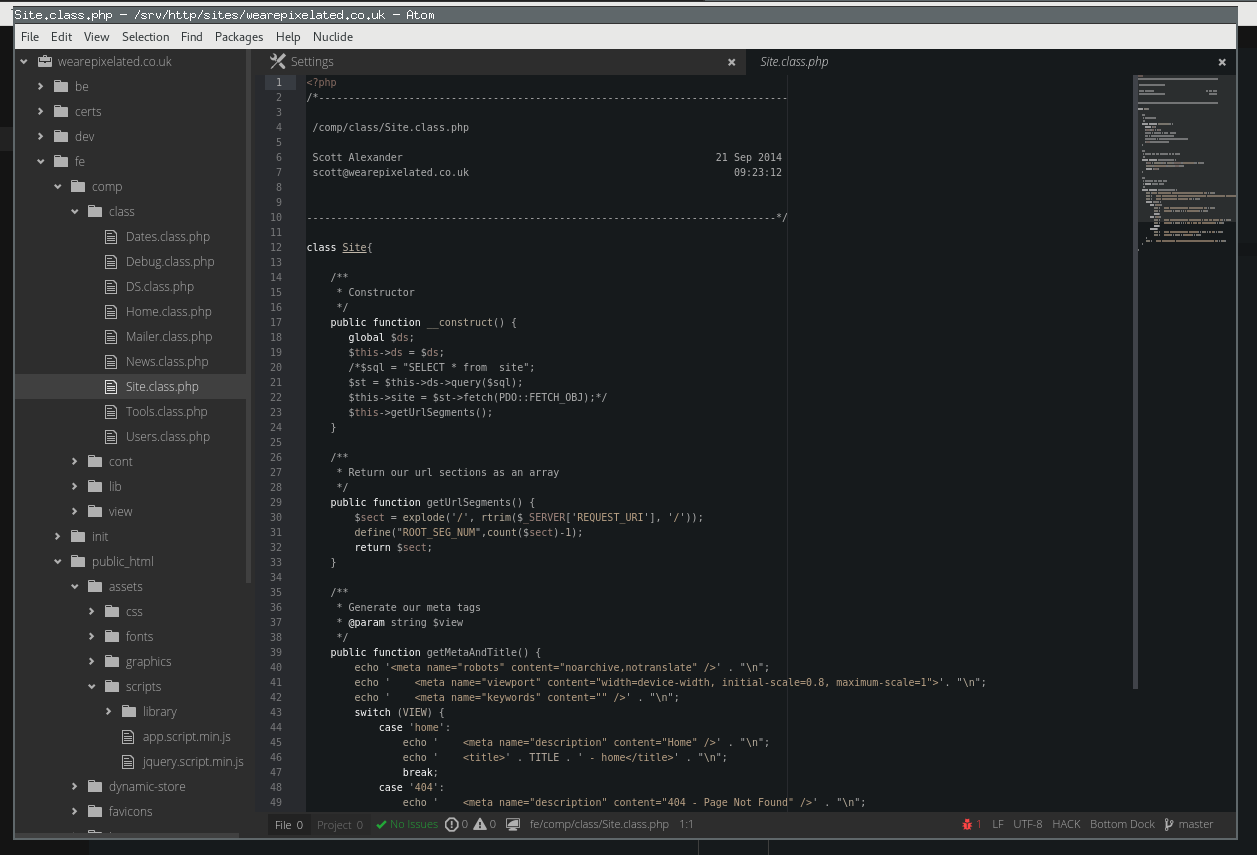 Site.class.php - /srv/http/sites/wearepixelated.co.uk - Atom
File Edit View Selection Find Packages Help Nuclide
wearepixelated.co.uk
be
certs
dev
fe
comp
class
Dates.class.php
Debug.class.php
DS.class.php
Home.class.php
Mailer.class.php
News.class.php
Site.class.php
Tools.class.php
Users.class.php
cont
lib
view
init
public_html
assets
css
fonts
graphics
scripts
library
app.script.min.js
jquery.script.min.js
dynamic-store
favicons
Settings
Site.class.php
1 <?php
2 /*------------------------------------------------------------------------------
3
4 /comp/class/Site.class.php
5
6 Scott Alexander 21 Sep 2014
7 scott@wearepixelated.co.uk 09:23:12
8
9
10 ------------------------------------------------------------------------------*/
11
12 class Site{
13
14 /**
15 * Constructor
16 */
17 public function __construct() {
18 global $ds;
19 $this->ds = $ds;
20 /*$sql = "SELECT * from  site";
21 $st = $this->ds->query($sql);
22 $this->site = $st->fetch(PDO::FETCH_OBJ);*/
23 $this->getUrlSegments();
24 }
25
26 /**
27 * Return our url sections as an array
28 */
29 public function getUrlSegments() {
30 $sect = explode('/', rtrim($_SERVER['REQUEST_URI'], '/'));
31 define("ROOT_SEG_NUM",count($sect)-1);
32 return $sect;
33 }
34
35 /**
36 * Generate our meta tags
37 * @param string $view
38 */
39 public function getMetaAndTitle() {
40 echo '<meta name="robots" content="noarchive,notranslate" />' . "\n";
41 echo '    <meta name="viewport" content="width=device-width, initial-scale=0.8, maximum-scale=1">'. "\n";
42 echo '    <meta name="keywords" content="" />' . "\n";
43 switch (VIEW) {
44 case 'home':
45 echo '    <meta name="description" content="Home" />' . "\n";
46 echo '    <title>' . TITLE . ' - home</title>' . "\n";
47 break;
48 case '404':
49 echo '    <meta name="description" content="404 - Page Not Found" />' . "\n";
File 0 Project 0 No Issues 0 0 fe/comp/class/Site.class.php 1:1 1 LF UTF-8 HACK Bottom Dock master